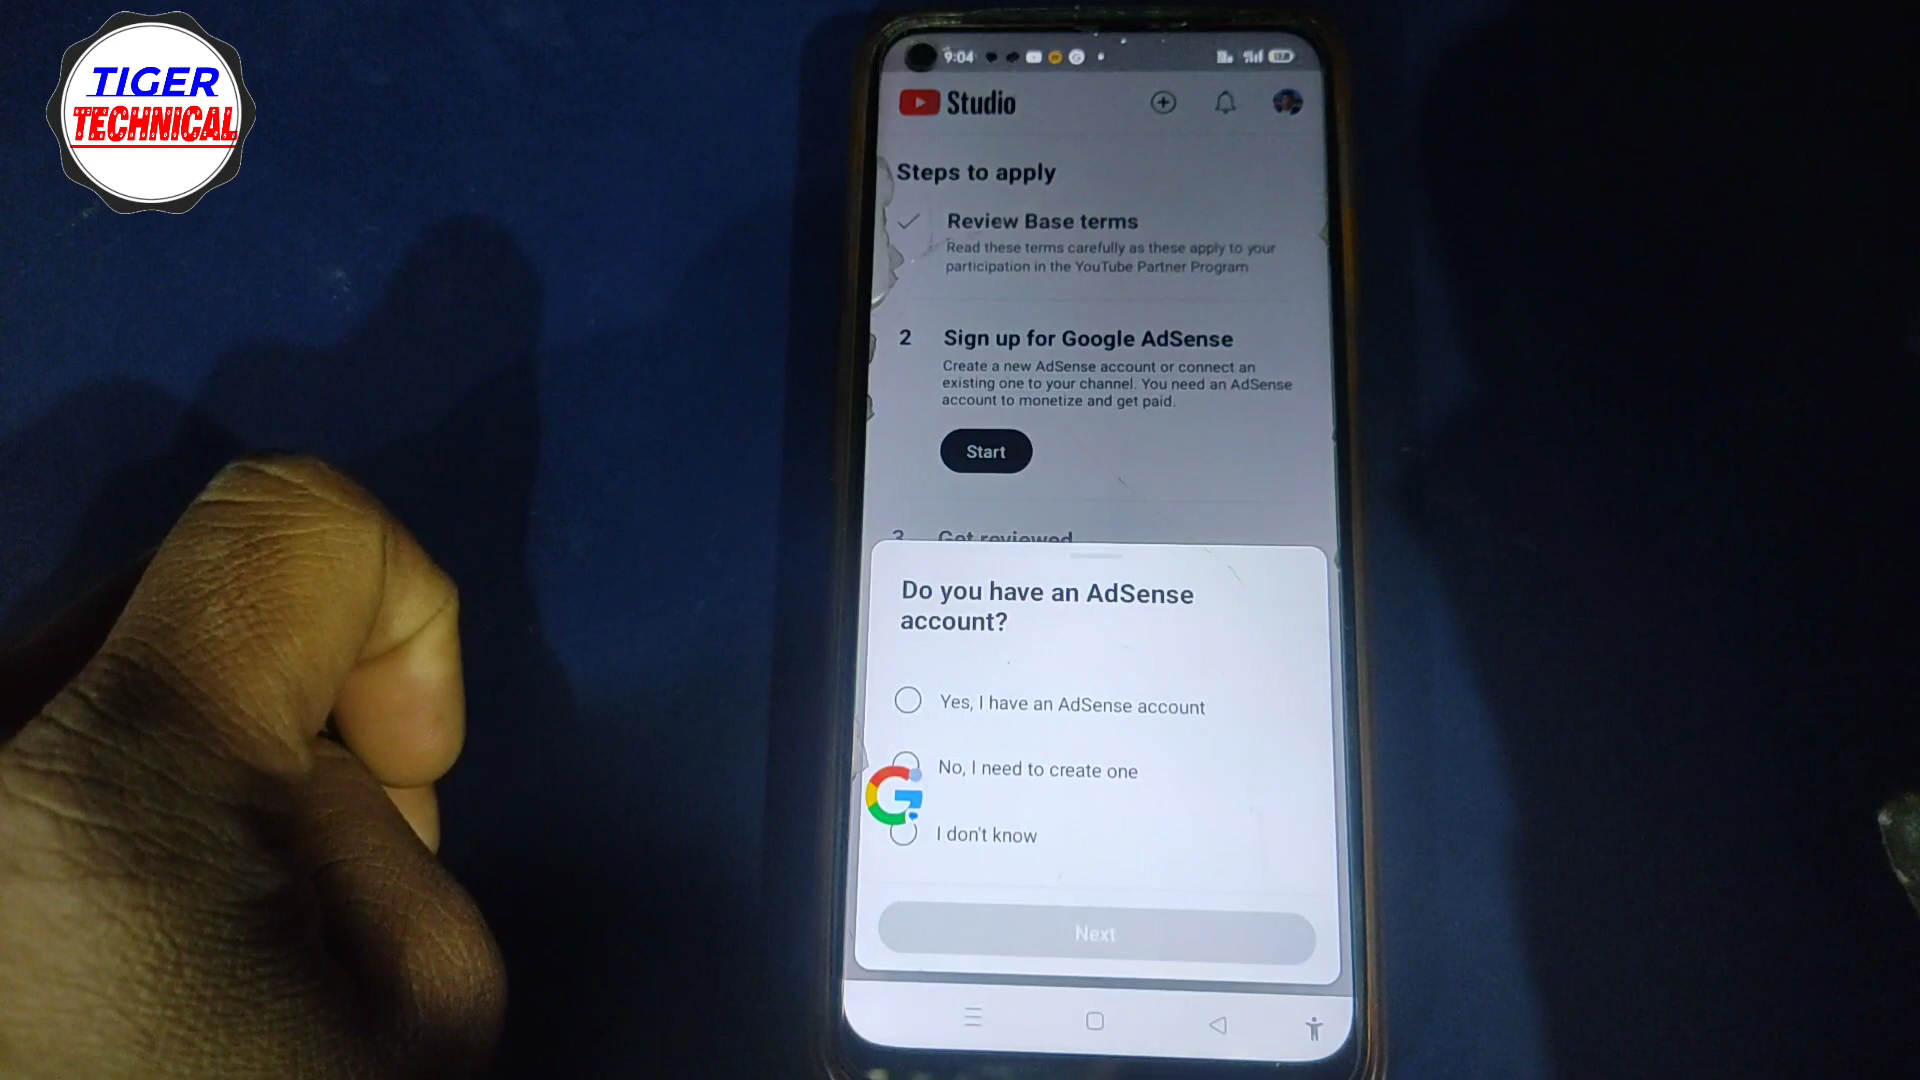 TIGER
TECHNICAL
9:04
Studio
Steps to apply
Review Base terms
Read these terms carefully as these apply to your
participation in the YouTube Partner Program
2 Sign up for Google AdSense
Create a new AdSense account or connect an
existing one to your channel. You need an AdSense
account to monetize and get paid.
Start
3 Get reviewed
Do you have an AdSense
account?
Yes, I have an AdSense account
No, I need to create one
I don't know
Next